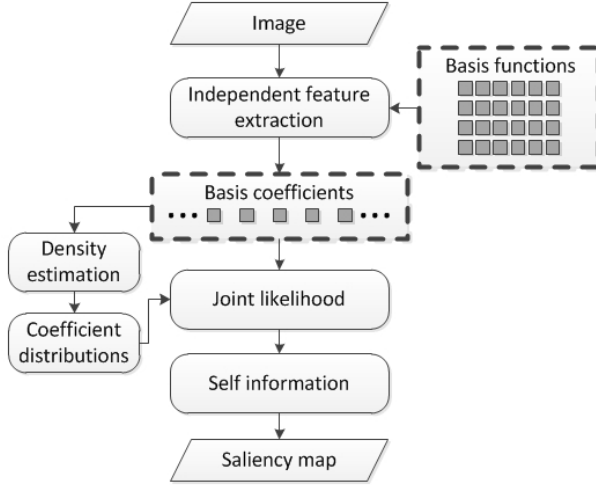 Image
Basis functions
Independent feature
extraction
Basis coefficients
Density
estimation
Joint likelihood
Coefficient
distributions
Self information
Saliency map